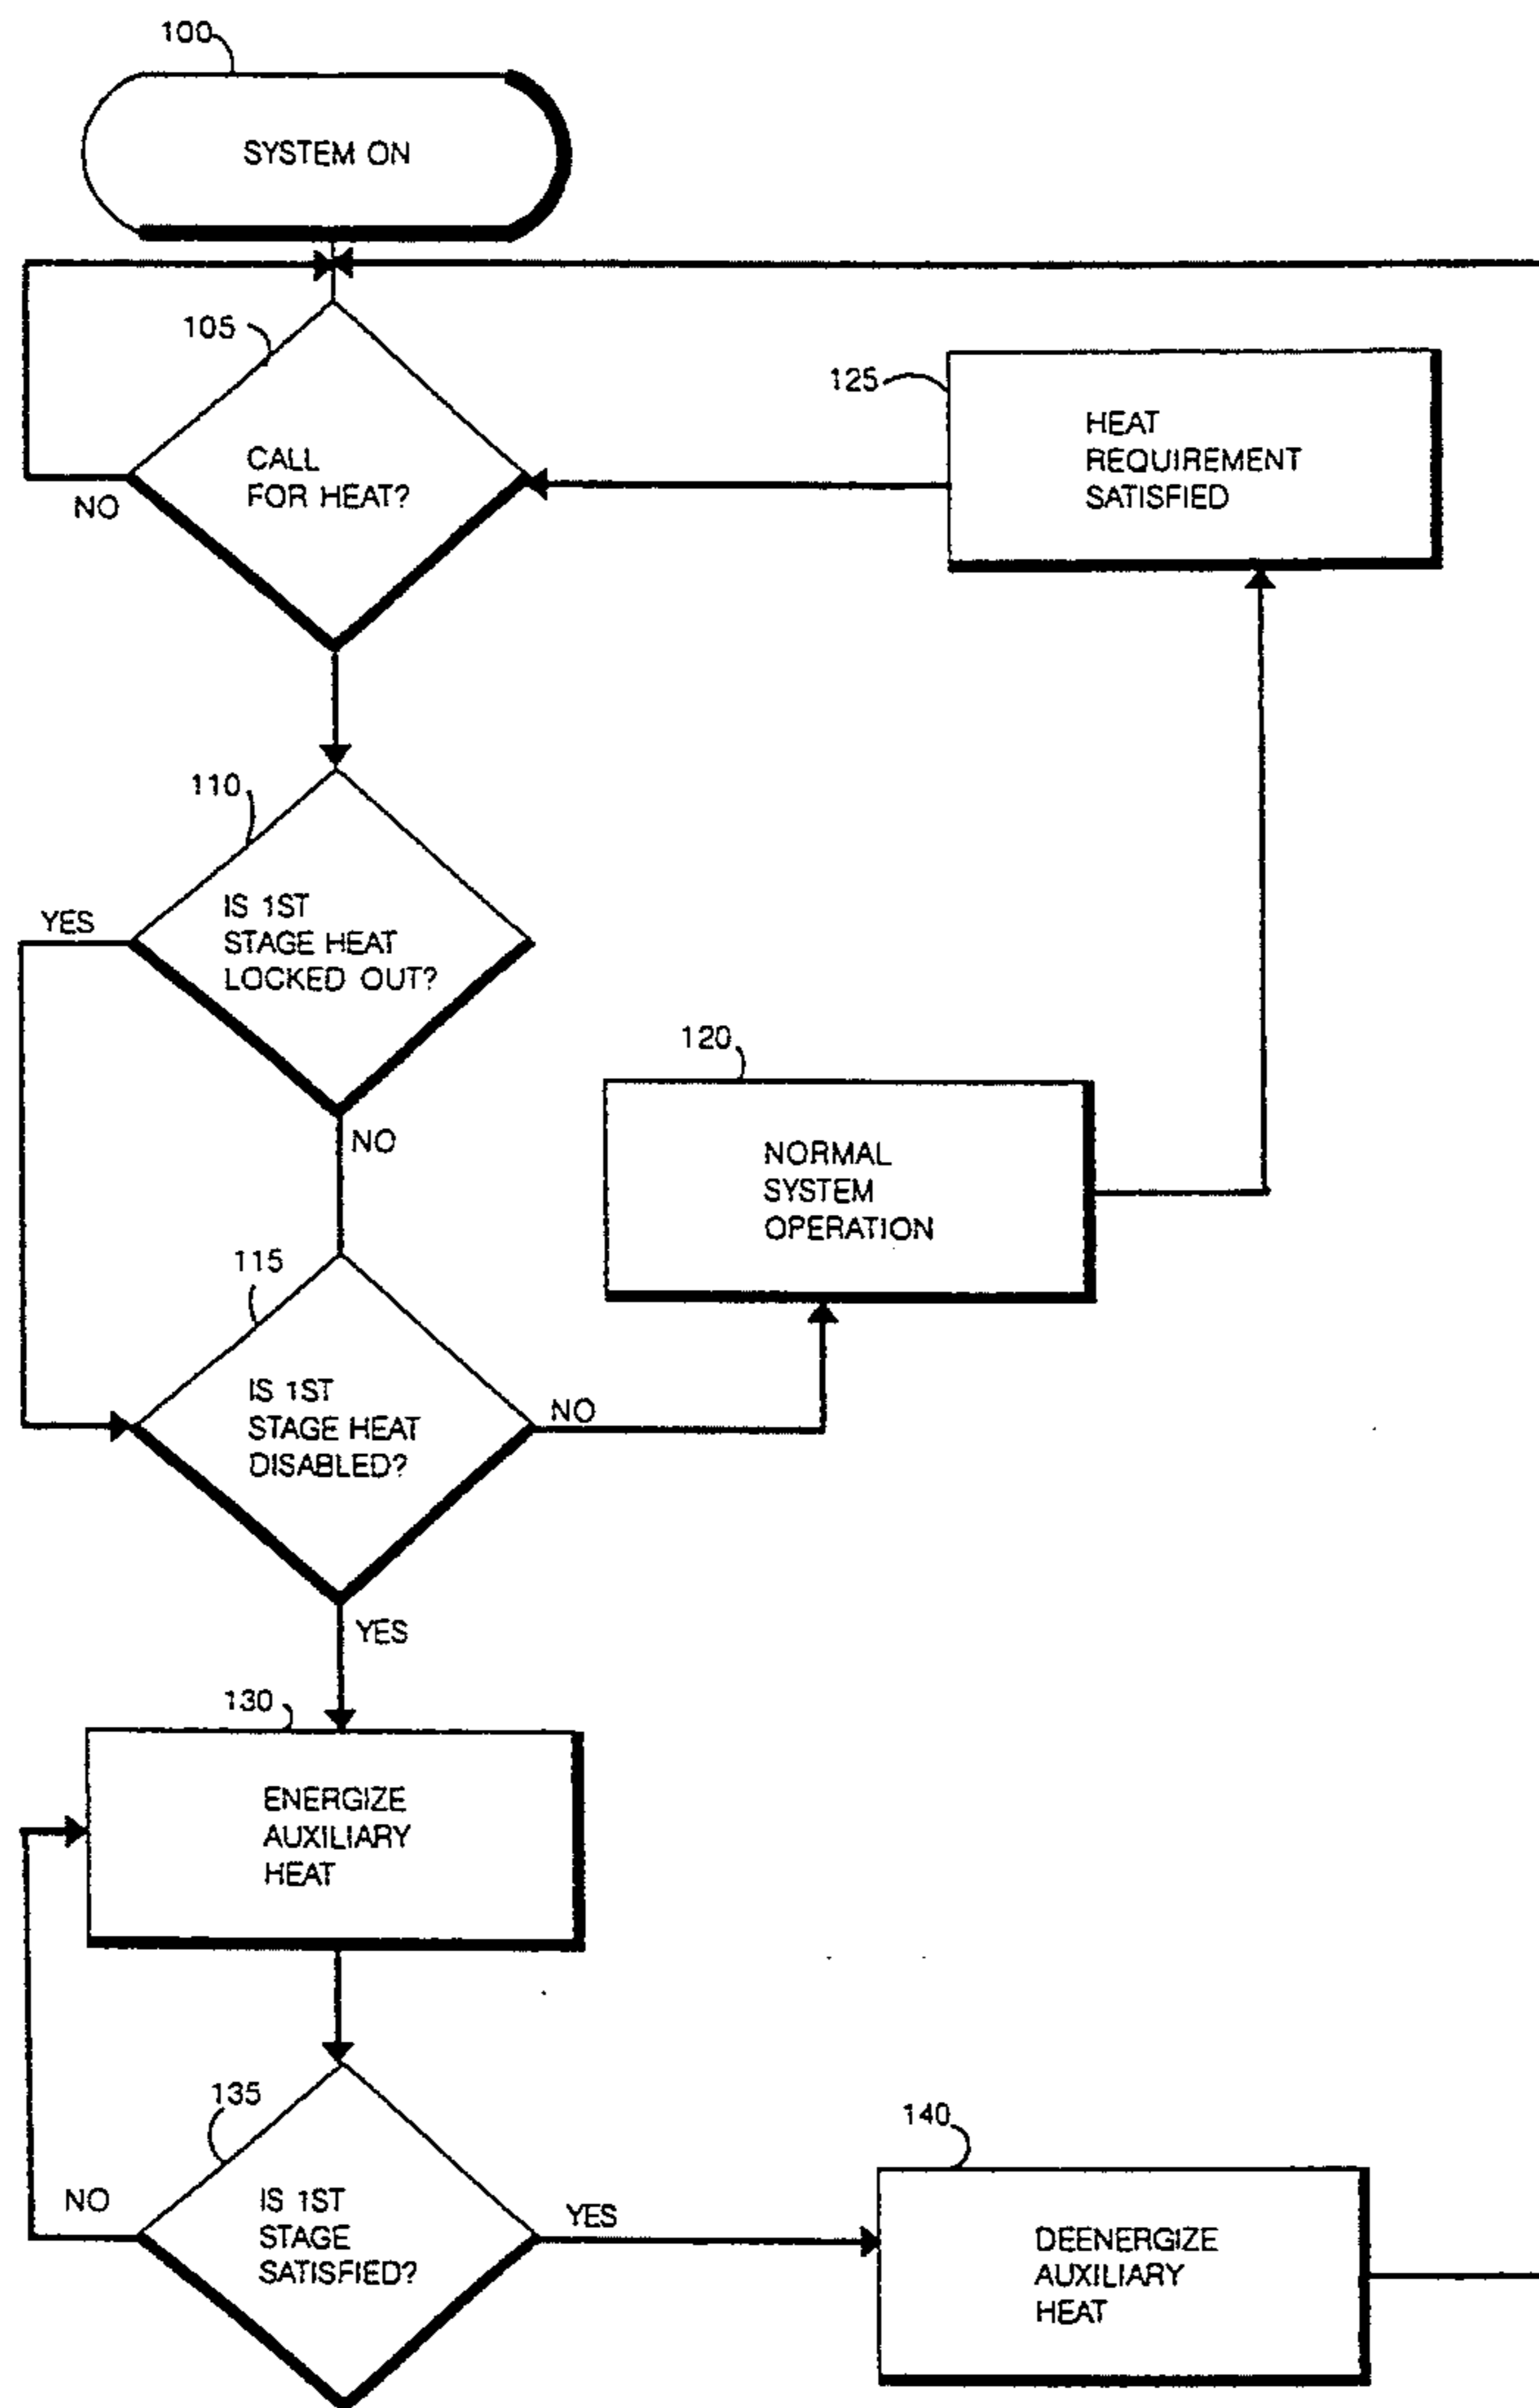 100
SYSTEM ON
105
CALL
FOR HEAT?
NO
125
HEAT
REQUIREMENT
SATISFIED
110
YES
IS 1ST
STAGE HEAT
LOCKED OUT?
NO
120
NORMAL
SYSTEM
OPERATION
115
IS 1ST
STAGE HEAT
DISABLED?
NO
YES
130
ENERGIZE
AUXILIARY
HEAT
135
NO
IS 1ST
STAGE
SATISFIED?
YES
140
DEENERGIZE
AUXILIARY
HEAT